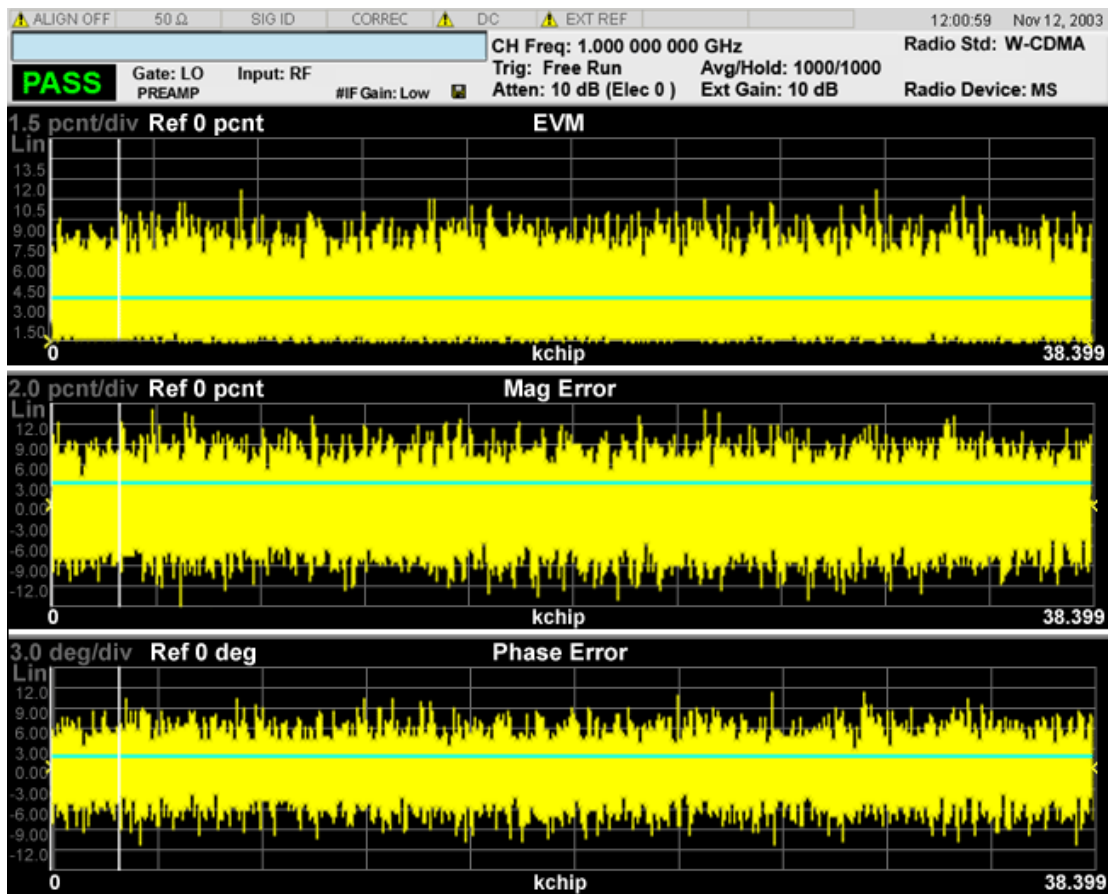 ALIGN OFF 50 Ω SIG ID CORREC DC EXT REF 12:00:59 Nov 12, 2003
CH Freq: 1.000 000 000 GHz Radio Std: W-CDMA
PASS Gate: LO Input: RF Trig: Free Run Avg/Hold: 1000/1000
PREAMP #IF Gain: Low Atten: 10 dB (Elec 0 ) Ext Gain: 10 dB Radio Device: MS
1.5 pcnt/div Ref 0 pcnt EVM
Lin
13.5
12.0
10.5
9.00
7.50
6.00
4.50
3.00
1.50
0 kchip 38.399
2.0 pcnt/div Ref 0 pcnt Mag Error
Lin
12.0
9.00
6.00
3.00
0.00
-3.00
-6.00
-9.00
-12.0
0 kchip 38.399
3.0 deg/div Ref 0 deg Phase Error
Lin
12.0
9.00
6.00
3.00
0.00
-3.00
-6.00
-9.00
-12.0
0 kchip 38.399